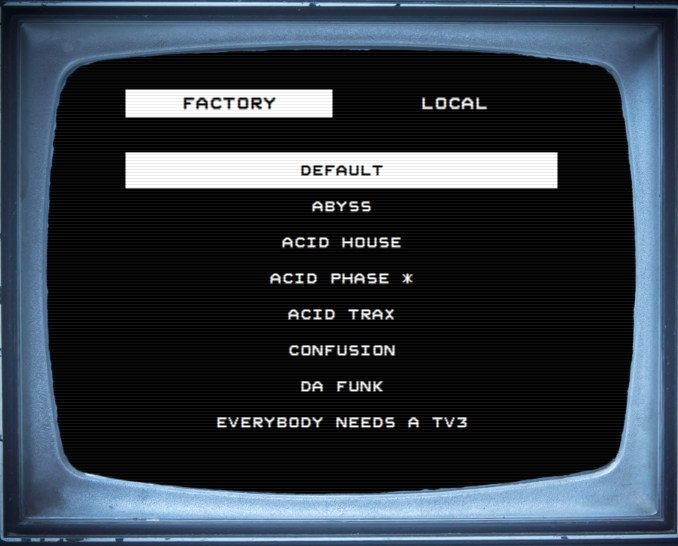 FACTORY LOCAL
DEFAULT
ABYSS
ACID HOUSE
ACID PHASE *
ACID TRAX
CONFUSION
DA FUNK
EVERYBODY NEEDS A TV3